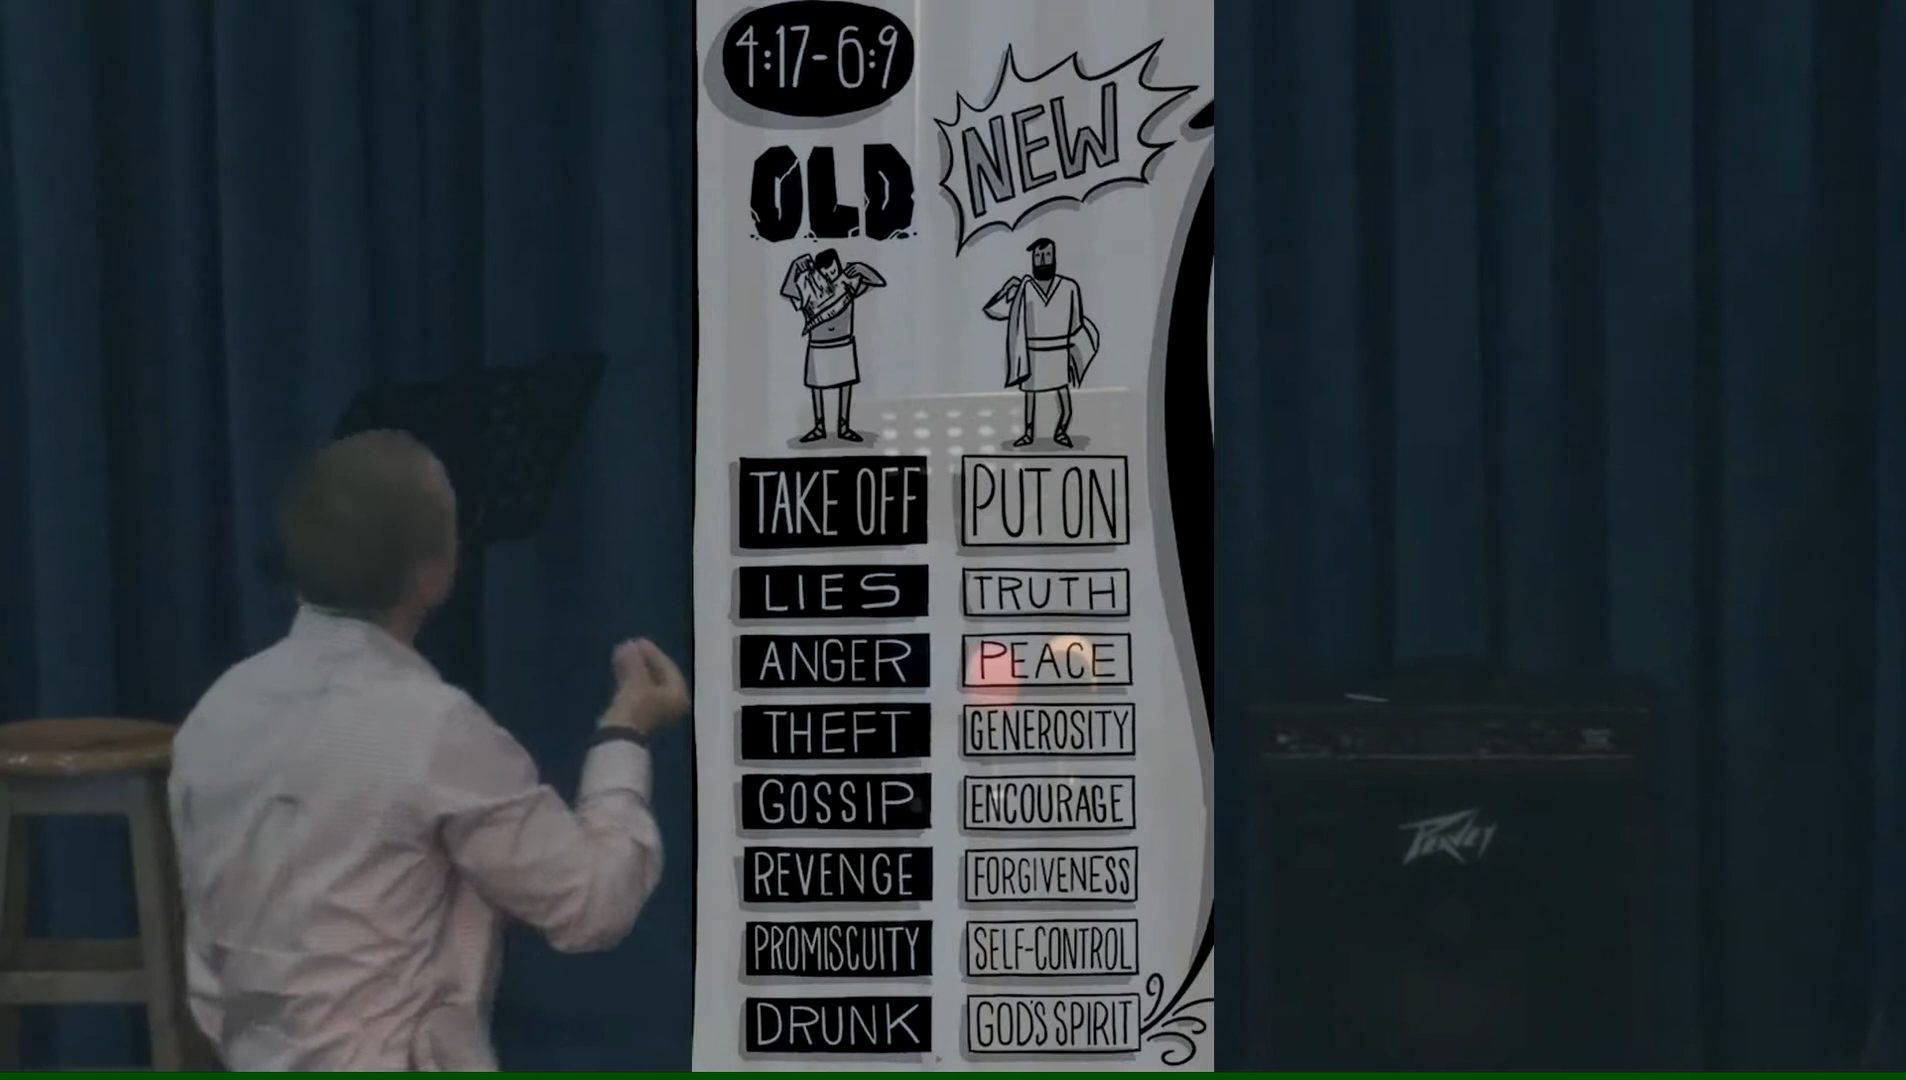 4:17-6:9
OLD NEW
TAKE OFF PUT ON
LIES TRUTH
ANGER PEACE
THEFT GENEROSITY
GOSSIP ENCOURAGE
REVENGE FORGIVENESS
PROMISCUITY SELF-CONTROL
DRUNK GOD'S SPIRIT
PEAVEY